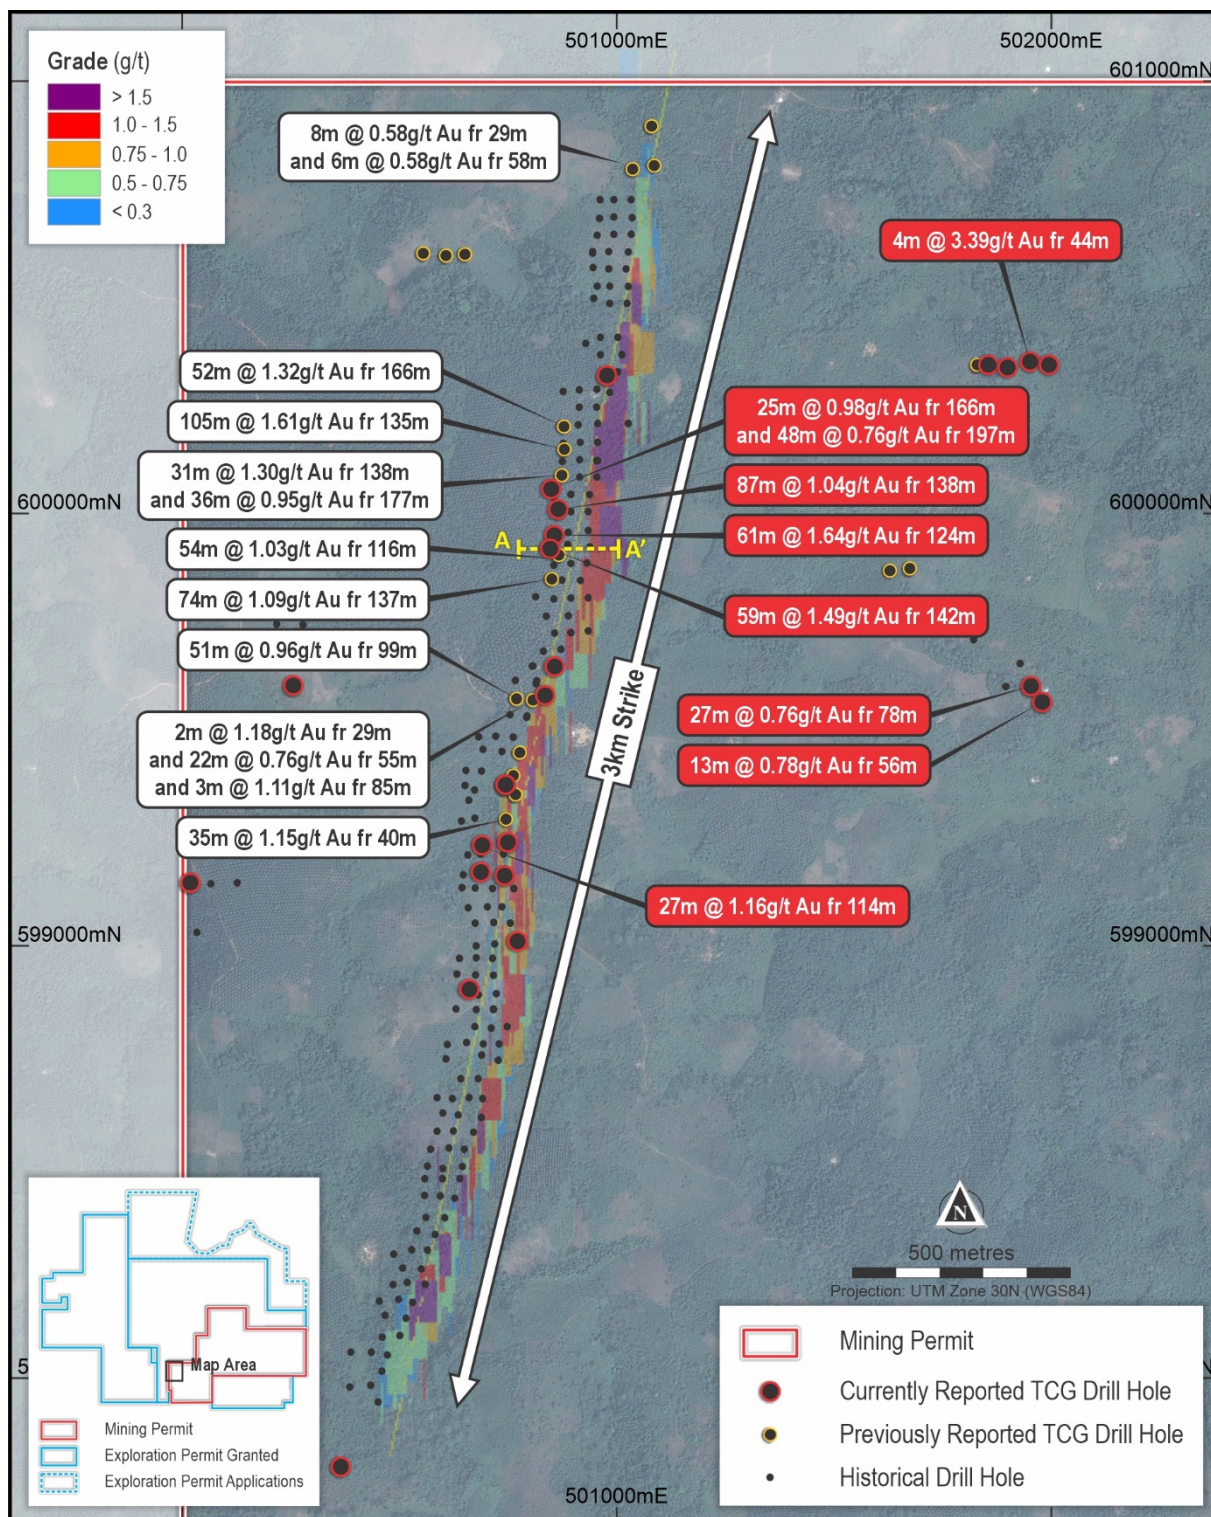 501000mE
502000mE
601000mN
Grade (g/t)
> 1.5
1.0 - 1.5
0.75 - 1.0
0.5 - 0.75
< 0.3
8m @ 0.58g/t Au fr 29m
and 6m @ 0.58g/t Au fr 58m
4m @ 3.39g/t Au fr 44m
52m @ 1.32g/t Au fr 166m
105m @ 1.61g/t Au fr 135m
31m @ 1.30g/t Au fr 138m
and 36m @ 0.95g/t Au fr 177m
25m @ 0.98g/t Au fr 166m
and 48m @ 0.76g/t Au fr 197m
87m @ 1.04g/t Au fr 138m
600000mN
600000mN
61m @ 1.64g/t Au fr 124m
54m @ 1.03g/t Au fr 116m
A
A'
74m @ 1.09g/t Au fr 137m
59m @ 1.49g/t Au fr 142m
51m @ 0.96g/t Au fr 99m
3km Strike
27m @ 0.76g/t Au fr 78m
2m @ 1.18g/t Au fr 29m
and 22m @ 0.76g/t Au fr 55m
and 3m @ 1.11g/t Au fr 85m
13m @ 0.78g/t Au fr 56m
35m @ 1.15g/t Au fr 40m
27m @ 1.16g/t Au fr 114m
599000mN
599000mN
N
500 metres
Projection: UTM Zone 30N (WGS84)
Map Area
Mining Permit
Exploration Permit Granted
Exploration Permit Applications
Mining Permit
Currently Reported TCG Drill Hole
Previously Reported TCG Drill Hole
Historical Drill Hole
501000mE